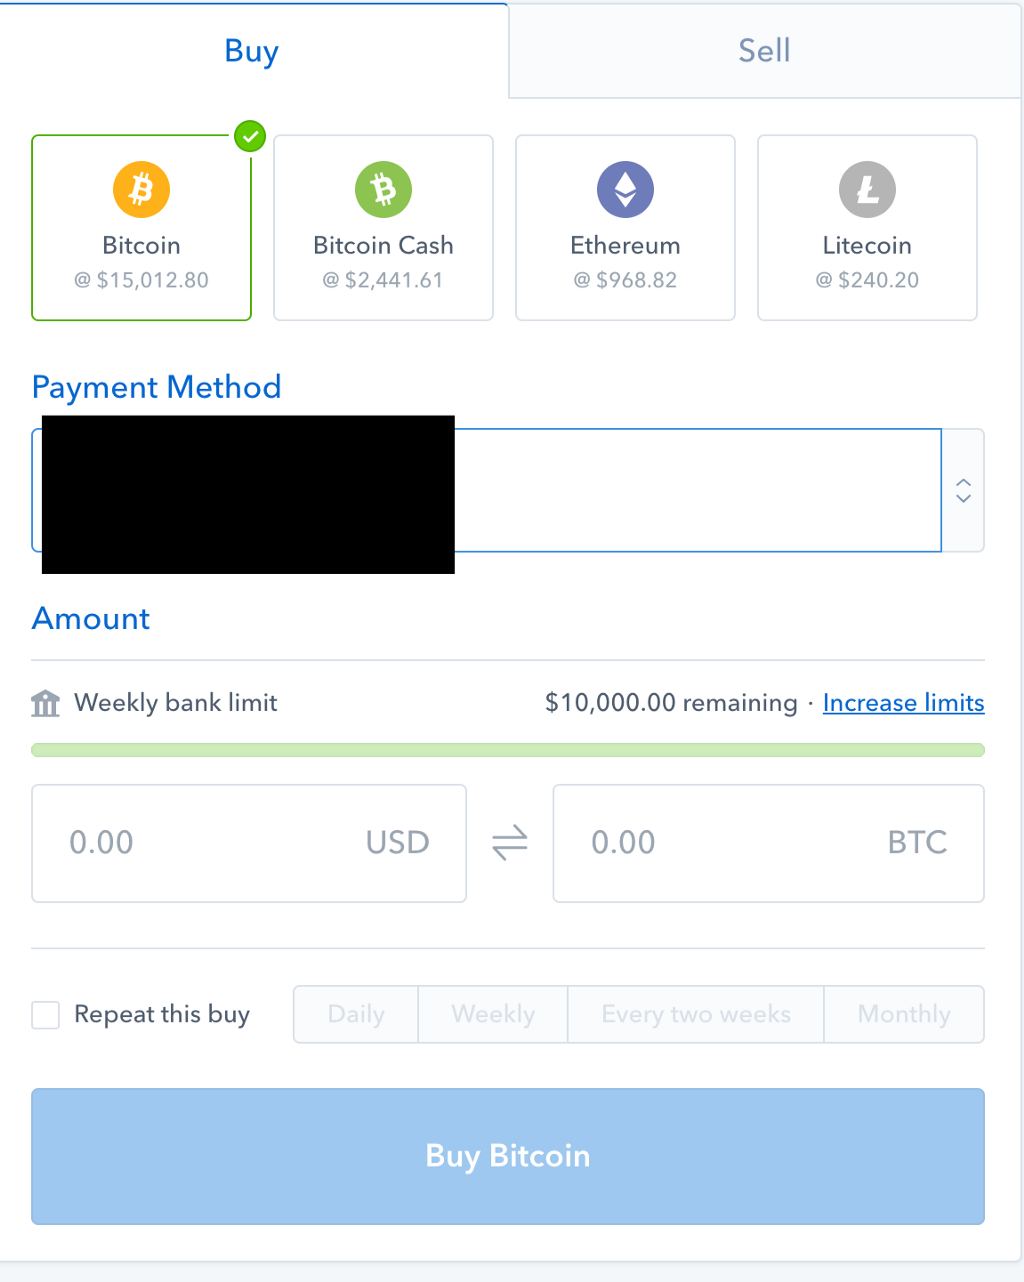 Buy Sell
Bitcoin Bitcoin Cash Ethereum Litecoin
@ $15,012.80 @ $2,441.61 @ $968.82 @ $240.20
Payment Method
Amount
Weekly bank limit $10,000.00 remaining · Increase limits
0.00 USD 0.00 BTC
Repeat this buy Daily Weekly Every two weeks Monthly
Buy Bitcoin